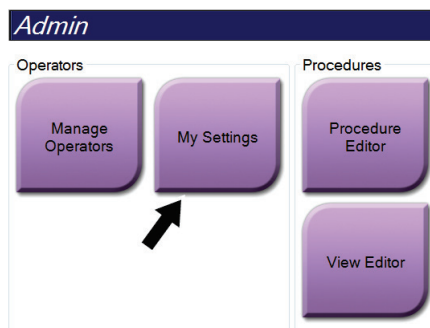 Admin
Operators
Manage
Operators
My Settings
Procedures
Procedure
Editor
View Editor